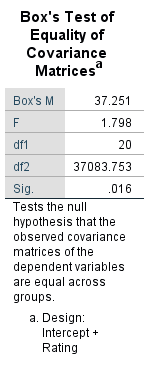 Box's Test of
Equality of
Covariance
Matricesa
Box's M 37.251
F 1.798
df1 20
df2 37083.753
Sig. .016
Tests the null
hypothesis that the
observed covariance
matrices of the
dependent variables
are equal across
groups.
a. Design:
Intercept +
Rating